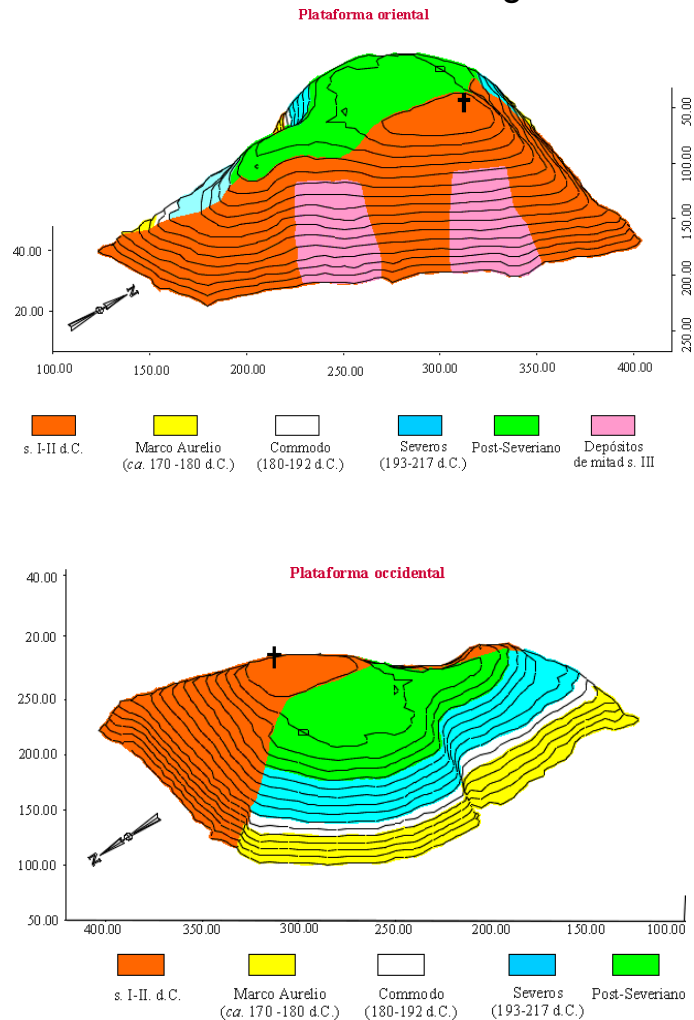 Plataforma oriental
40.00
20.00
30.00
100.00
150.00
200.00
250.00
N
100.00 150.00 200.00 250.00 300.00 350.00 400.00
s. I-II d.C.
Marco Aurelio
(ca. 170 -180 d.C.)
Commodo
(180-192 d.C.)
Severos
(193-217 d.C.)
Post-Severiano
Depósitos
de mitad s. III
Plataforma occidental
40.00
20.00
250.00
200.00
150.00
100.00
50.00
N
400.00 350.00 300.00 250.00 200.00 150.00 100.00
s. I-II. d.C.
Marco Aurelio
(ca. 170 -180 d.C.)
Commodo
(180-192 d.C.)
Severos
(193-217 d.C.)
Post-Severiano